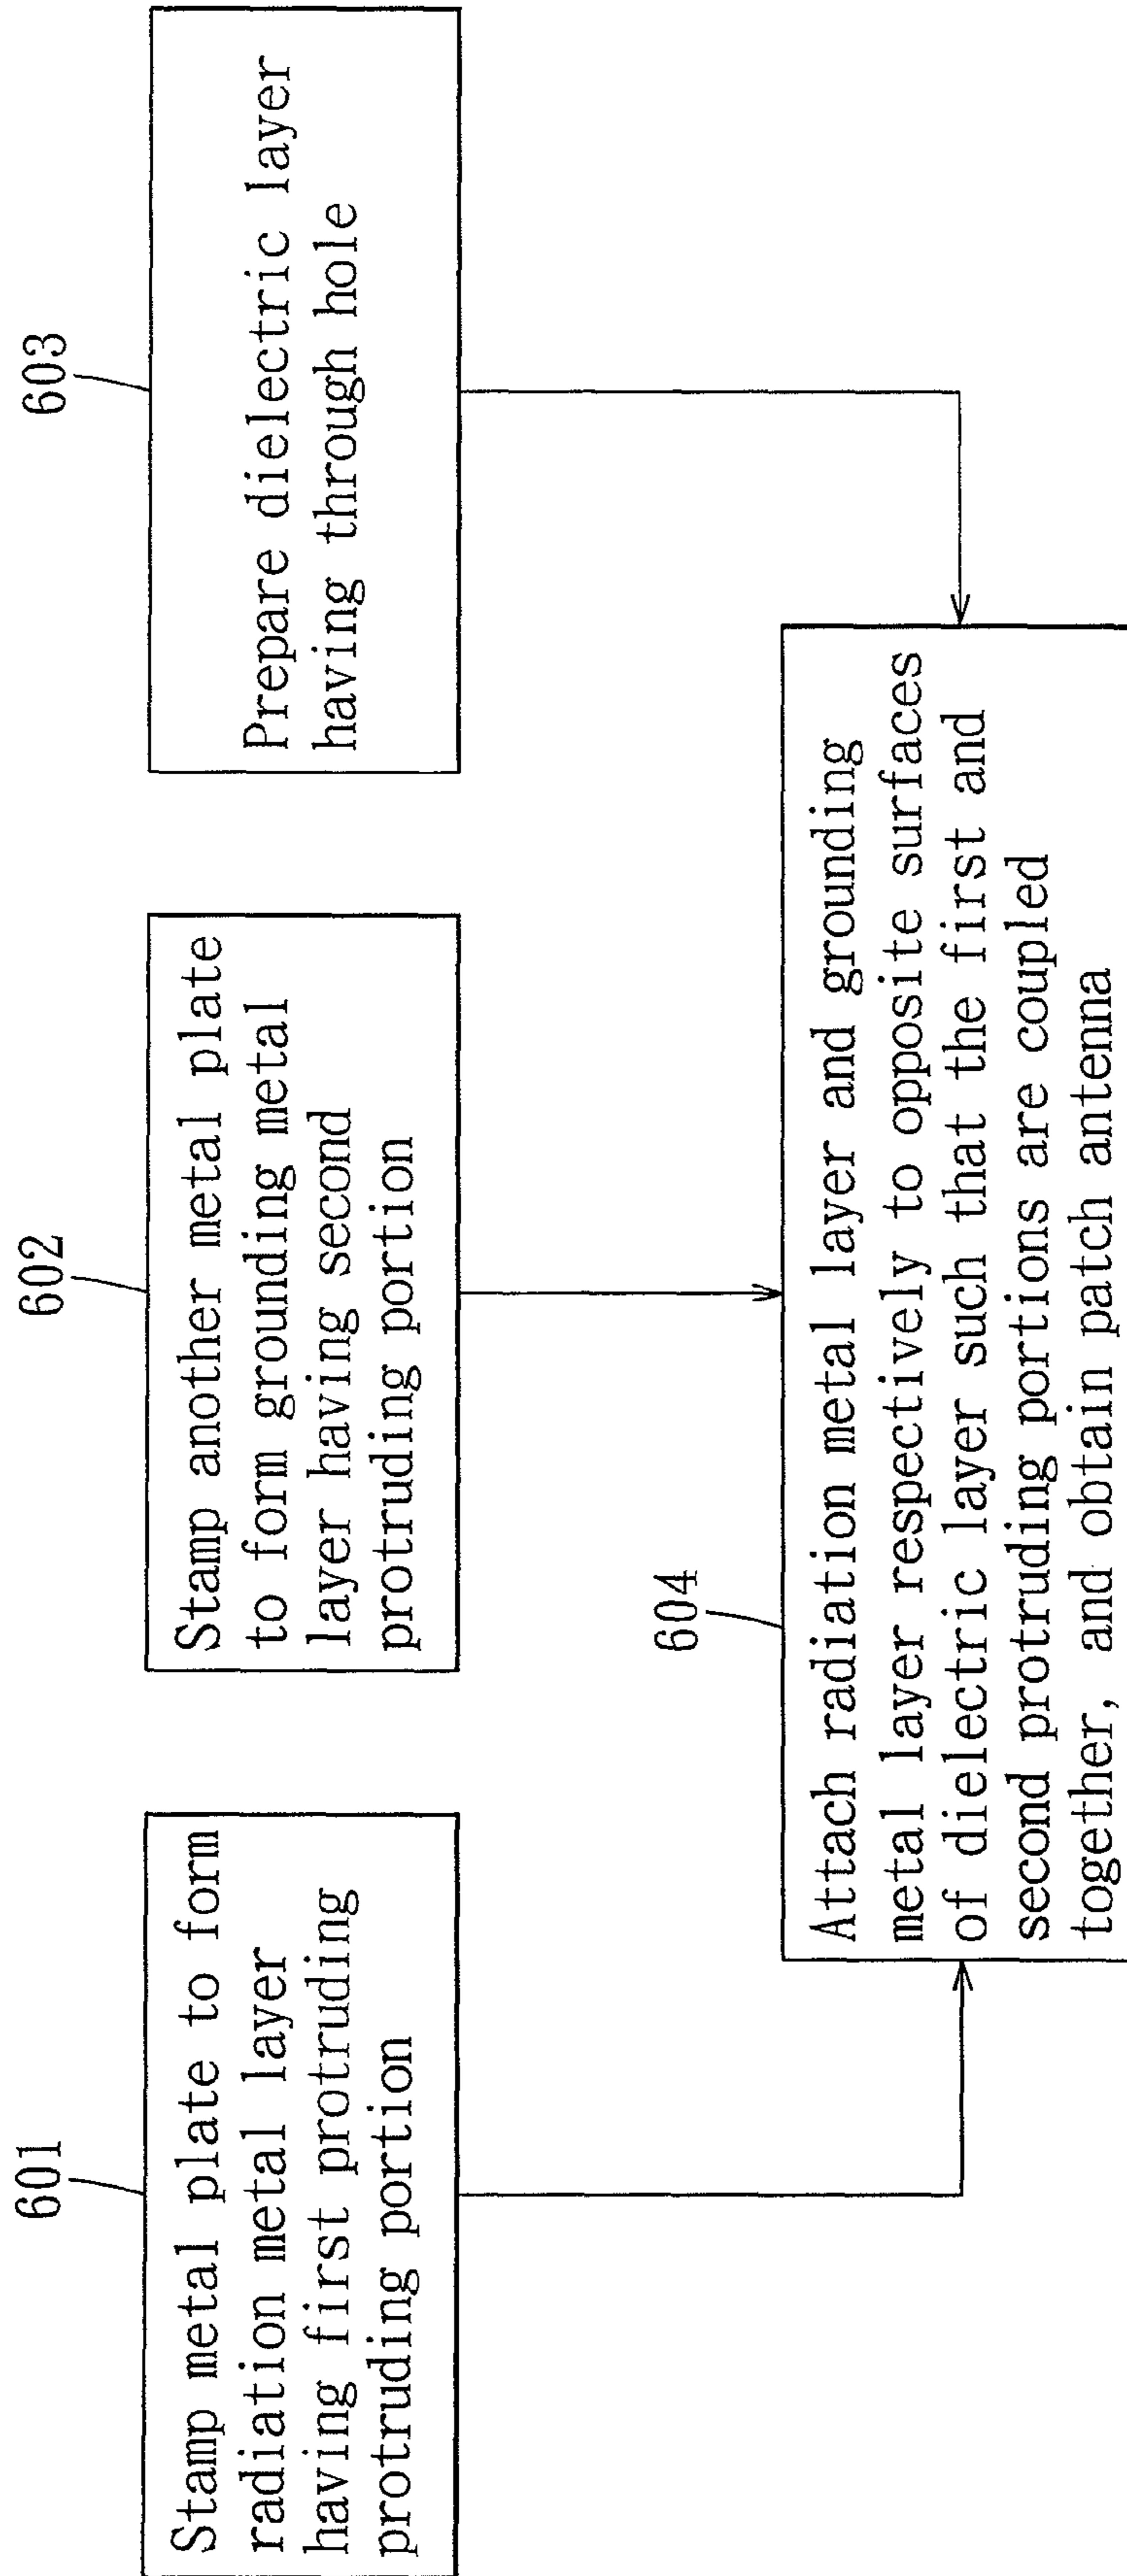 601
Stamp metal plate to form
radiation metal layer
having first protruding
protruding portion
602
Stamp another metal plate
to form grounding metal
layer having second
protruding portion
603
Prepare dielectric layer
having through hole
604
Attach radiation metal layer and grounding
metal layer respectively to opposite surfaces
of dielectric layer such that the first and
second protruding portions are coupled
together, and obtain patch antenna